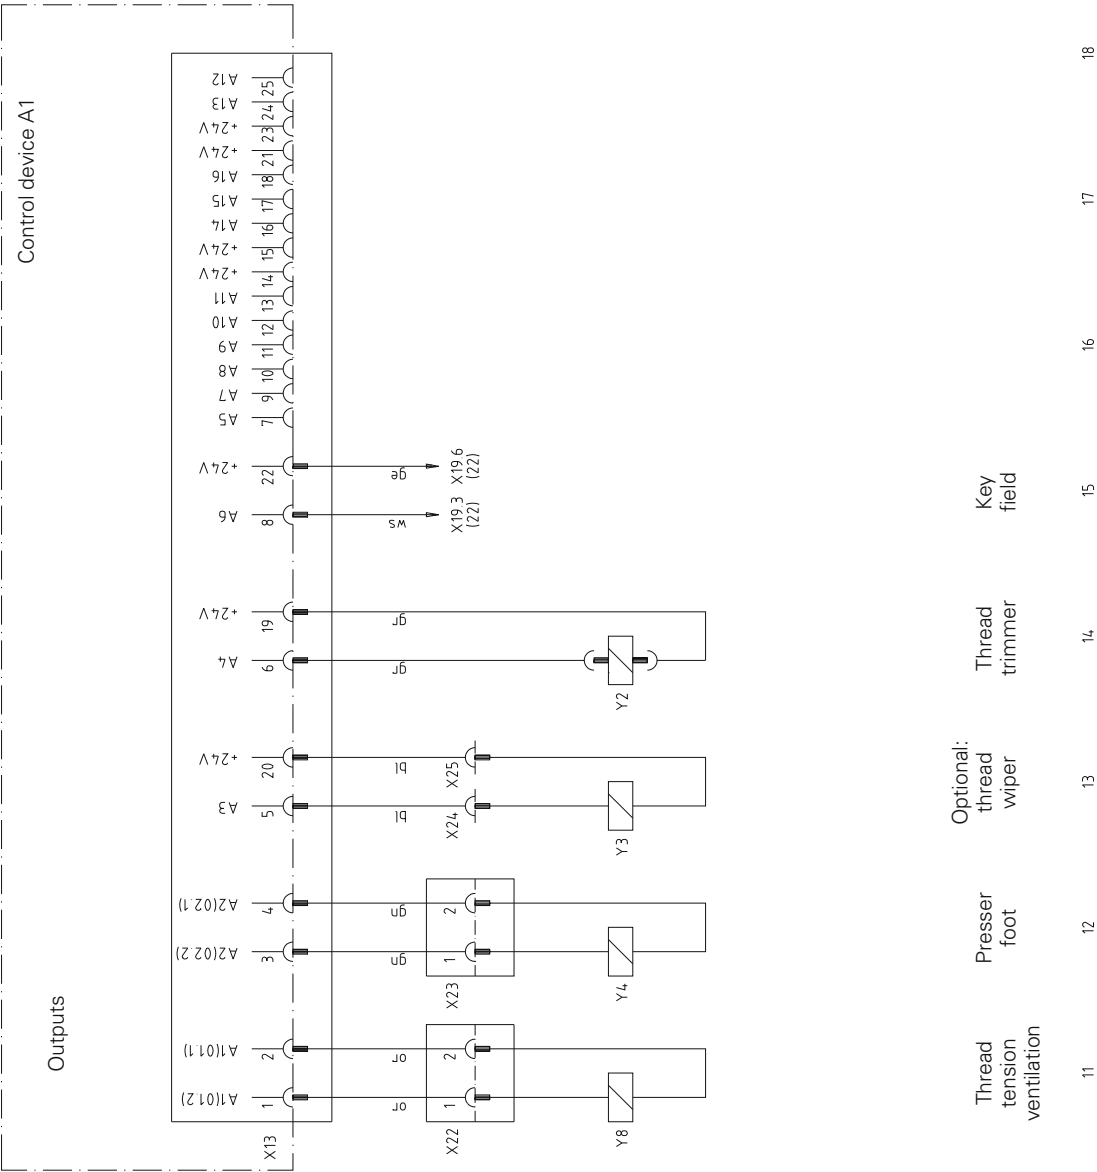 Control device A1
Outputs
X13
1
A1(01.2)
or
2
A1(01.1)
or
3
A2(02.2)
gn
4
A2(02.1)
gn
5
A3
bl
20
+24V
bl
6
A4
gr
19
+24V
gr
8
A6
ws
X19.3
(22)
22
+24V
ge
X19.6
(22)
7
A5
9
A7
10
A8
11
A9
12
A10
13
A11
14
+24V
15
+24V
16
A14
17
A15
18
A16
21
+24V
23
+24V
24
A13
25
A12
X22
1
2
X23
1
2
X24
X25
Y8
Y4
Y3
Y2
Thread
tension
ventilation
Presser
foot
Optional:
thread
wiper
Thread
trimmer
Key
field
11
12
13
14
15
16
17
18